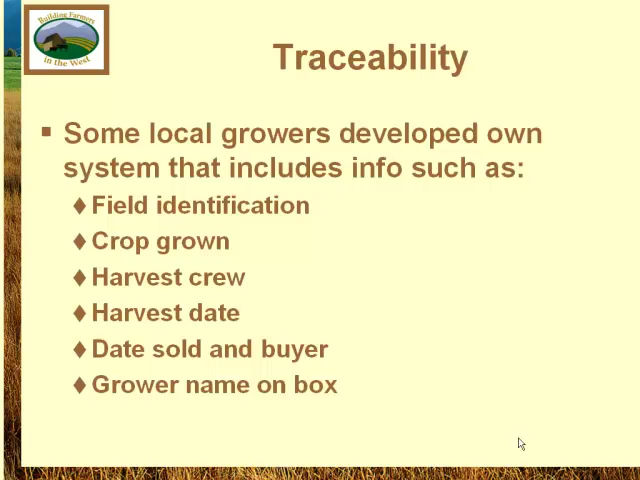 Building Farmers
in the West
Traceability
Some local growers developed own
system that includes info such as:
Field identification
Crop grown
Harvest crew
Harvest date
Date sold and buyer
Grower name on box